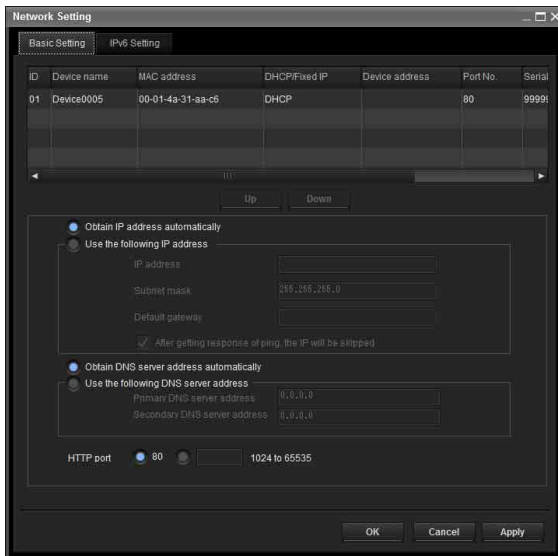 Network Setting
Basic Setting IPv6 Setting
ID Device name MAC address DHCP/Fixed IP Device address Port No. Serial
01 Device0005 00-01-4a-31-aa-c6 DHCP 80 99999
Up Down
Obtain IP address automatically
Use the following IP address
IP address
Subnet mask 255.255.255.0
Default gateway
After getting response of ping, the IP will be skipped
Obtain DNS server address automatically
Use the following DNS server address
Primary DNS server address 0.0.0.0
Secondary DNS server address 0.0.0.0
HTTP port 80 1024 to 65535
OK Cancel Apply